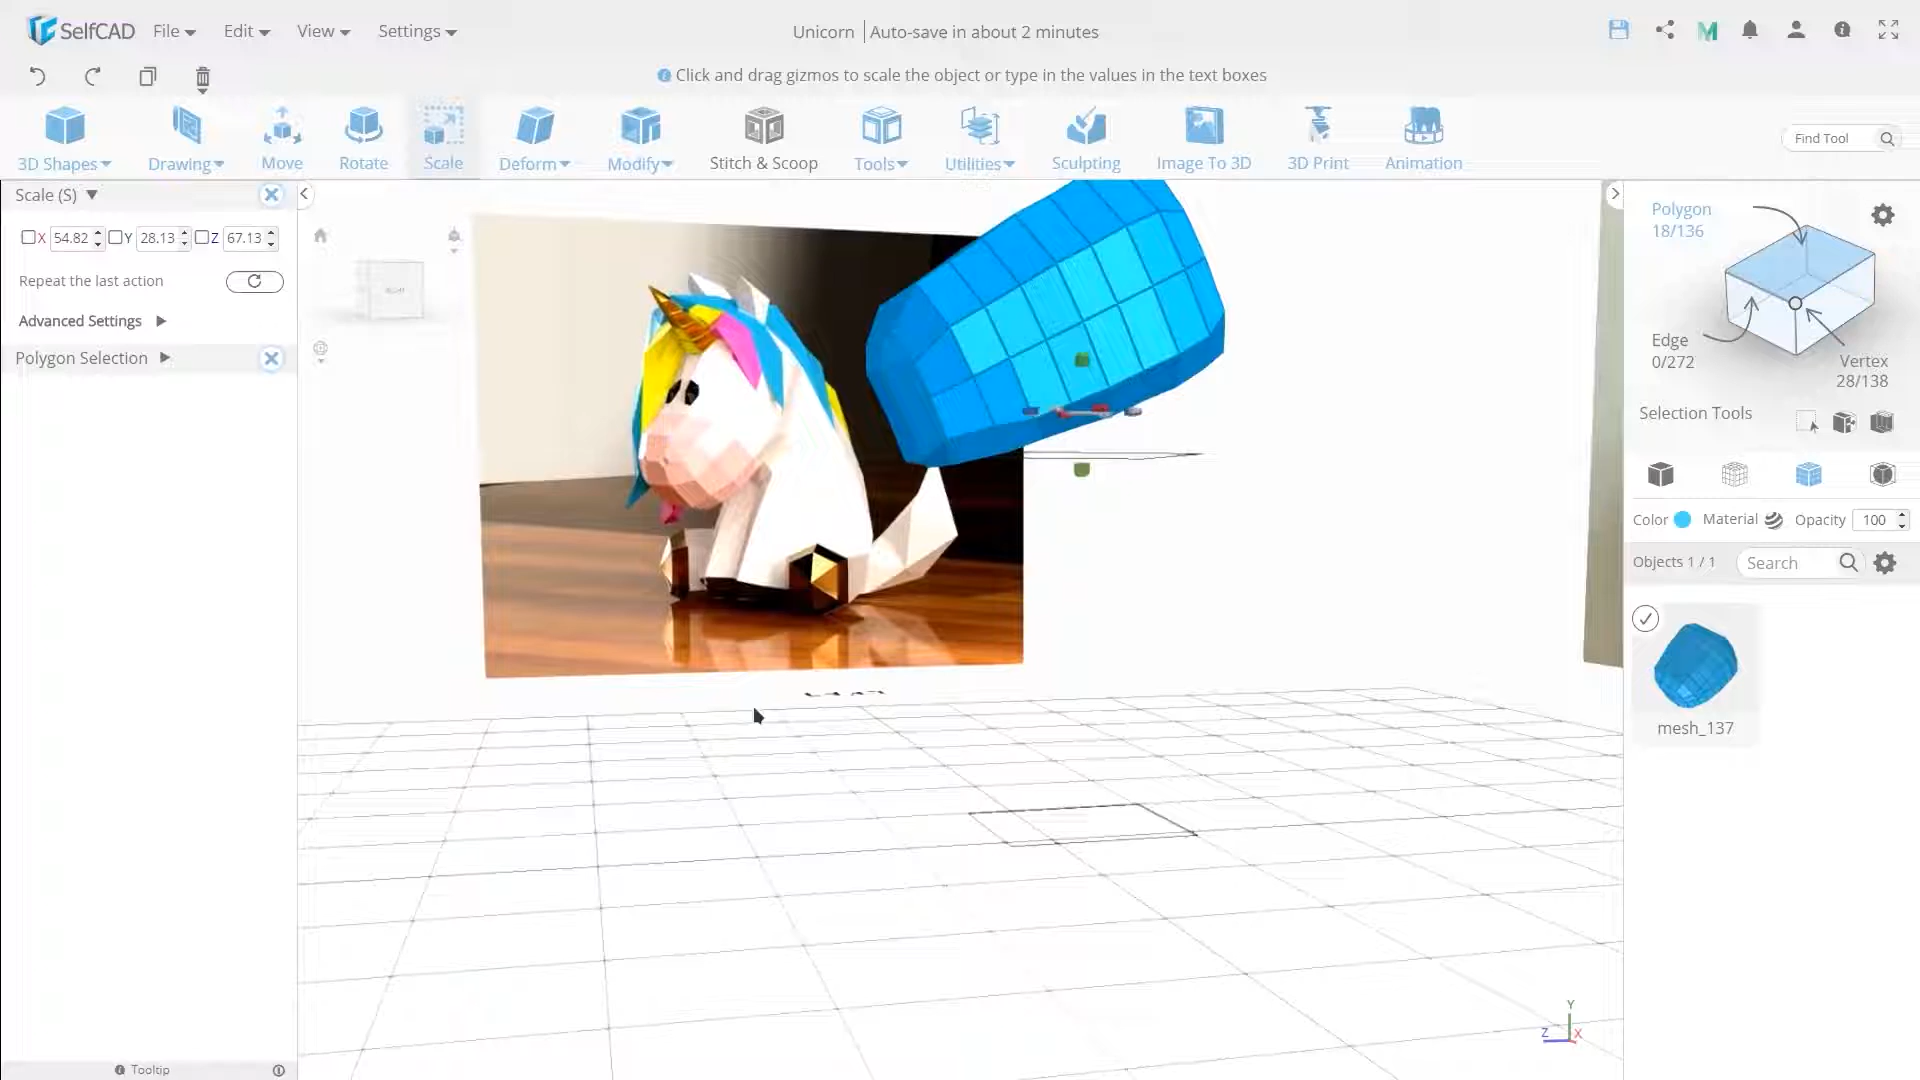 SelfCAD
File
Edit
View
Settings
Unicorn
Auto-save in about 2 minutes
Click and drag gizmos to scale the object or type in the values in the text boxes
3D Shapes
Drawing
Move
Rotate
Scale
Deform
Modify
Stitch & Scoop
Tools
Utilities
Sculpting
Image To 3D
3D Print
Animation
Find Tool
Scale (S)
X 54.82 Y 28.13 Z 67.13
Repeat the last action
Advanced Settings
Polygon Selection
RIGHT
Polygon
18/136
Edge
0/272
Vertex
28/138
Selection Tools
Color Material Opacity 100
Objects 1 / 1
Search
mesh_137
Y
Z X
Tooltip